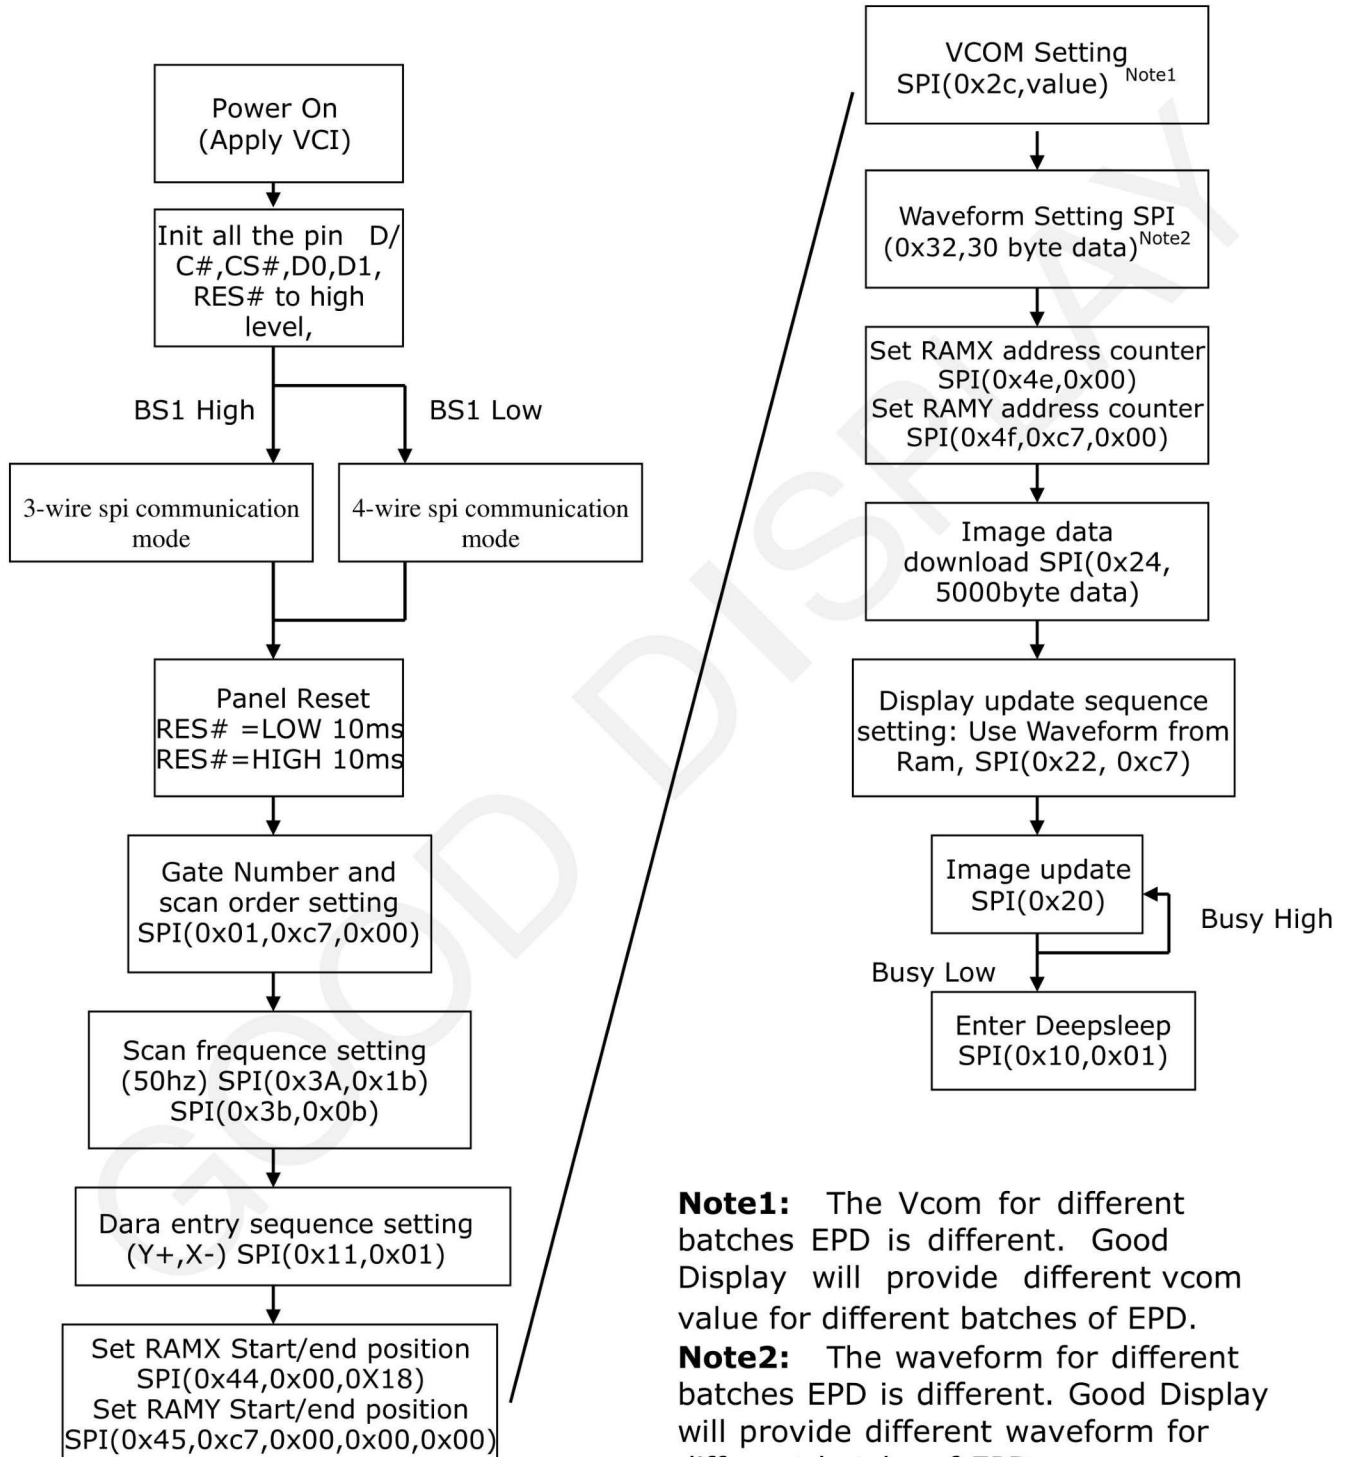 Power On
(Apply VCI)
Init all the pin D/
C#,CS#,D0,D1,
RES# to high
level,
BS1 High
BS1 Low
3-wire spi communication
mode
4-wire spi communication
mode
Panel Reset
RES# =LOW 10ms
RES#=HIGH 10ms
Gate Number and
scan order setting
SPI(0x01,0xc7,0x00)
Scan frequence setting
(50hz) SPI(0x3A,0x1b)
SPI(0x3b,0x0b)
Dara entry sequence setting
(Y+,X-) SPI(0x11,0x01)
Set RAMX Start/end position
SPI(0x44,0x00,0X18)
Set RAMY Start/end position
SPI(0x45,0xc7,0x00,0x00,0x00)
VCOM Setting
SPI(0x2c,value) Note1
Waveform Setting SPI
(0x32,30 byte data)Note2
Set RAMX address counter
SPI(0x4e,0x00)
Set RAMY address counter
SPI(0x4f,0xc7,0x00)
Image data
download SPI(0x24,
5000byte data)
Display update sequence
setting: Use Waveform from
Ram, SPI(0x22, 0xc7)
Image update
SPI(0x20)
Busy High
Busy Low
Enter Deepsleep
SPI(0x10,0x01)
Note1: The Vcom for different
batches EPD is different. Good
Display will provide different vcom
value for different batches of EPD.
Note2: The waveform for different
batches EPD is different. Good Display
will provide different waveform for
GOOD DISPLAY